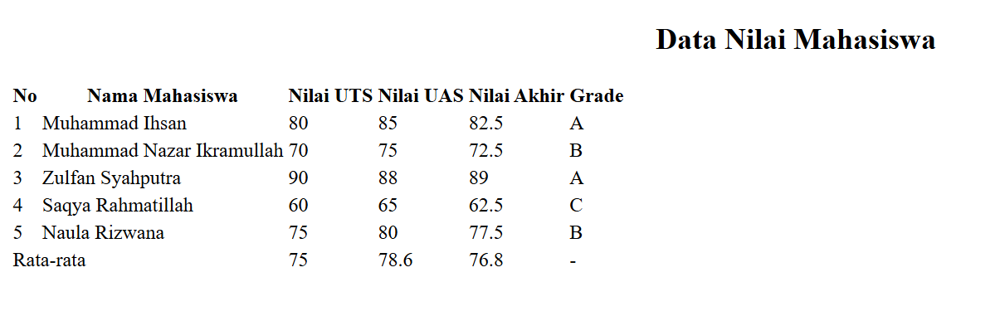 Data Nilai Mahasiswa
No Nama Mahasiswa Nilai UTS Nilai UAS Nilai Akhir Grade
1 Muhammad Ihsan 80 85 82.5 A
2 Muhammad Nazar Ikramullah 70 75 72.5 B
3 Zulfan Syahputra 90 88 89 A
4 Saqya Rahmatillah 60 65 62.5 C
5 Naula Rizwana 75 80 77.5 B
Rata-rata 75 78.6 76.8 -